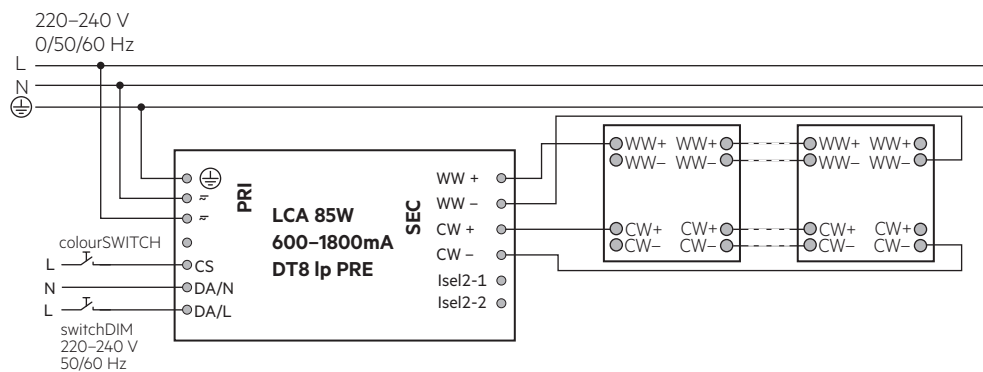 220–240 V
0/50/60 Hz
L
N
PRI
LCA 85W
600–1800mA
DT8 lp PRE
SEC
WW +
WW –
CW +
CW –
Isel2-1
Isel2-2
colourSWITCH
L
CS
N
DA/N
L
DA/L
switchDIM
220–240 V
50/60 Hz
WW+ WW+
WW– WW–
CW+ CW+
CW– CW–
WW+ WW+
WW– WW–
CW+ CW+
CW– CW–